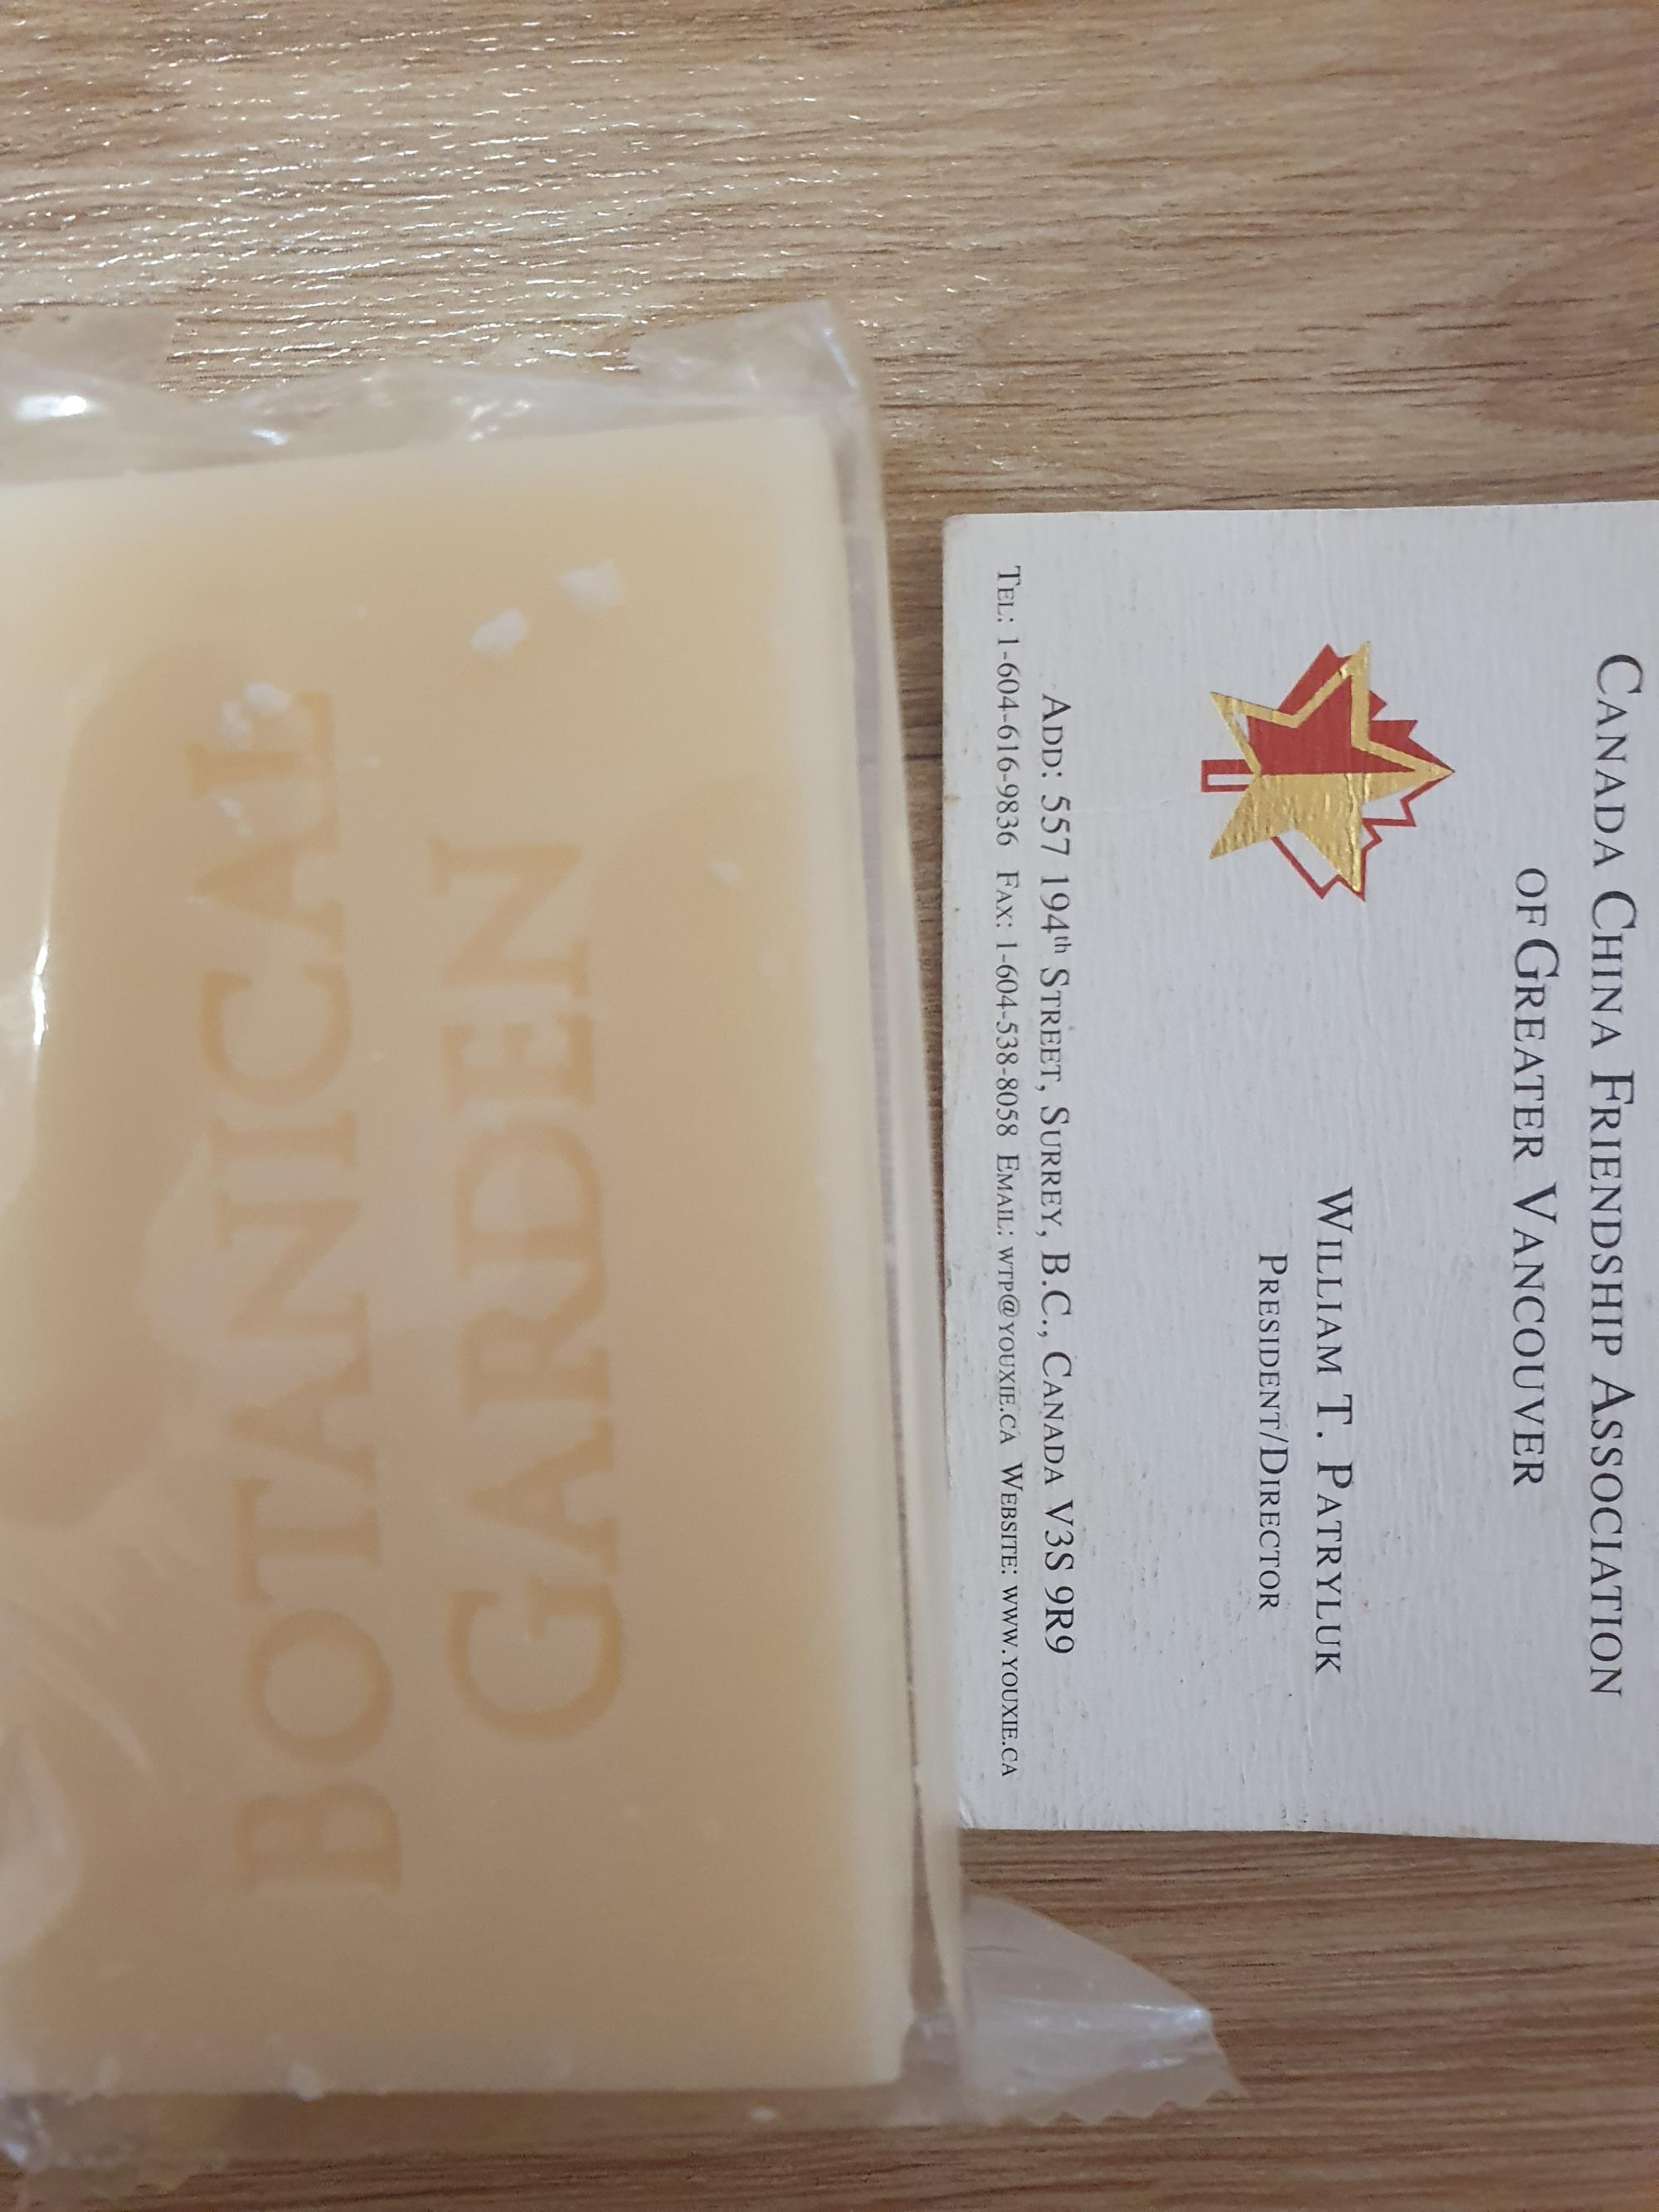 BOTANICAL
GARDEN
CANADA CHINA FRIENDSHIP ASSOCIATION
OF GREATER VANCOUVER
WILLIAM T. PATRYLUK
PRESIDENT/DIRECTOR
ADD: 557 194th STREET, SURREY, B.C., CANADA V3S 9R9
TEL: 1-604-616-9836 FAX: 1-604-538-8058 EMAIL: WTP@YOUXIE.CA WEBSITE: WWW.YOUXIE.CA